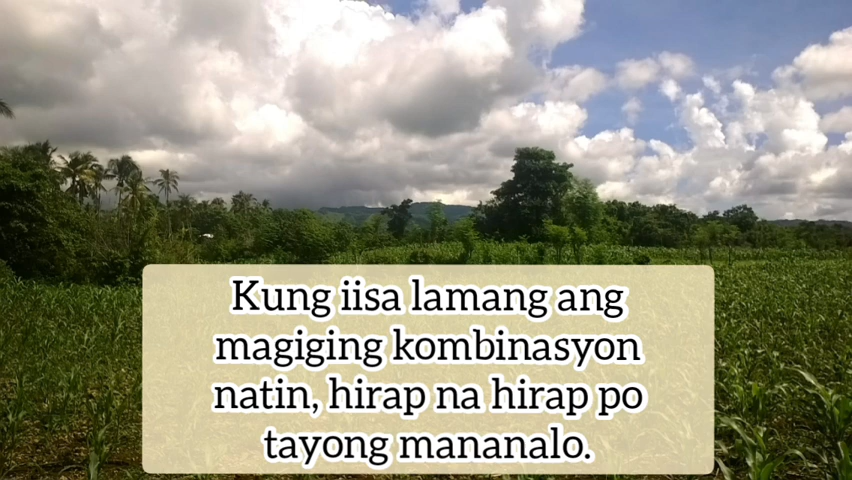 Kung iisa lamang ang
magiging kombinasyon
natin, hirap na hirap po
tayong mananalo.